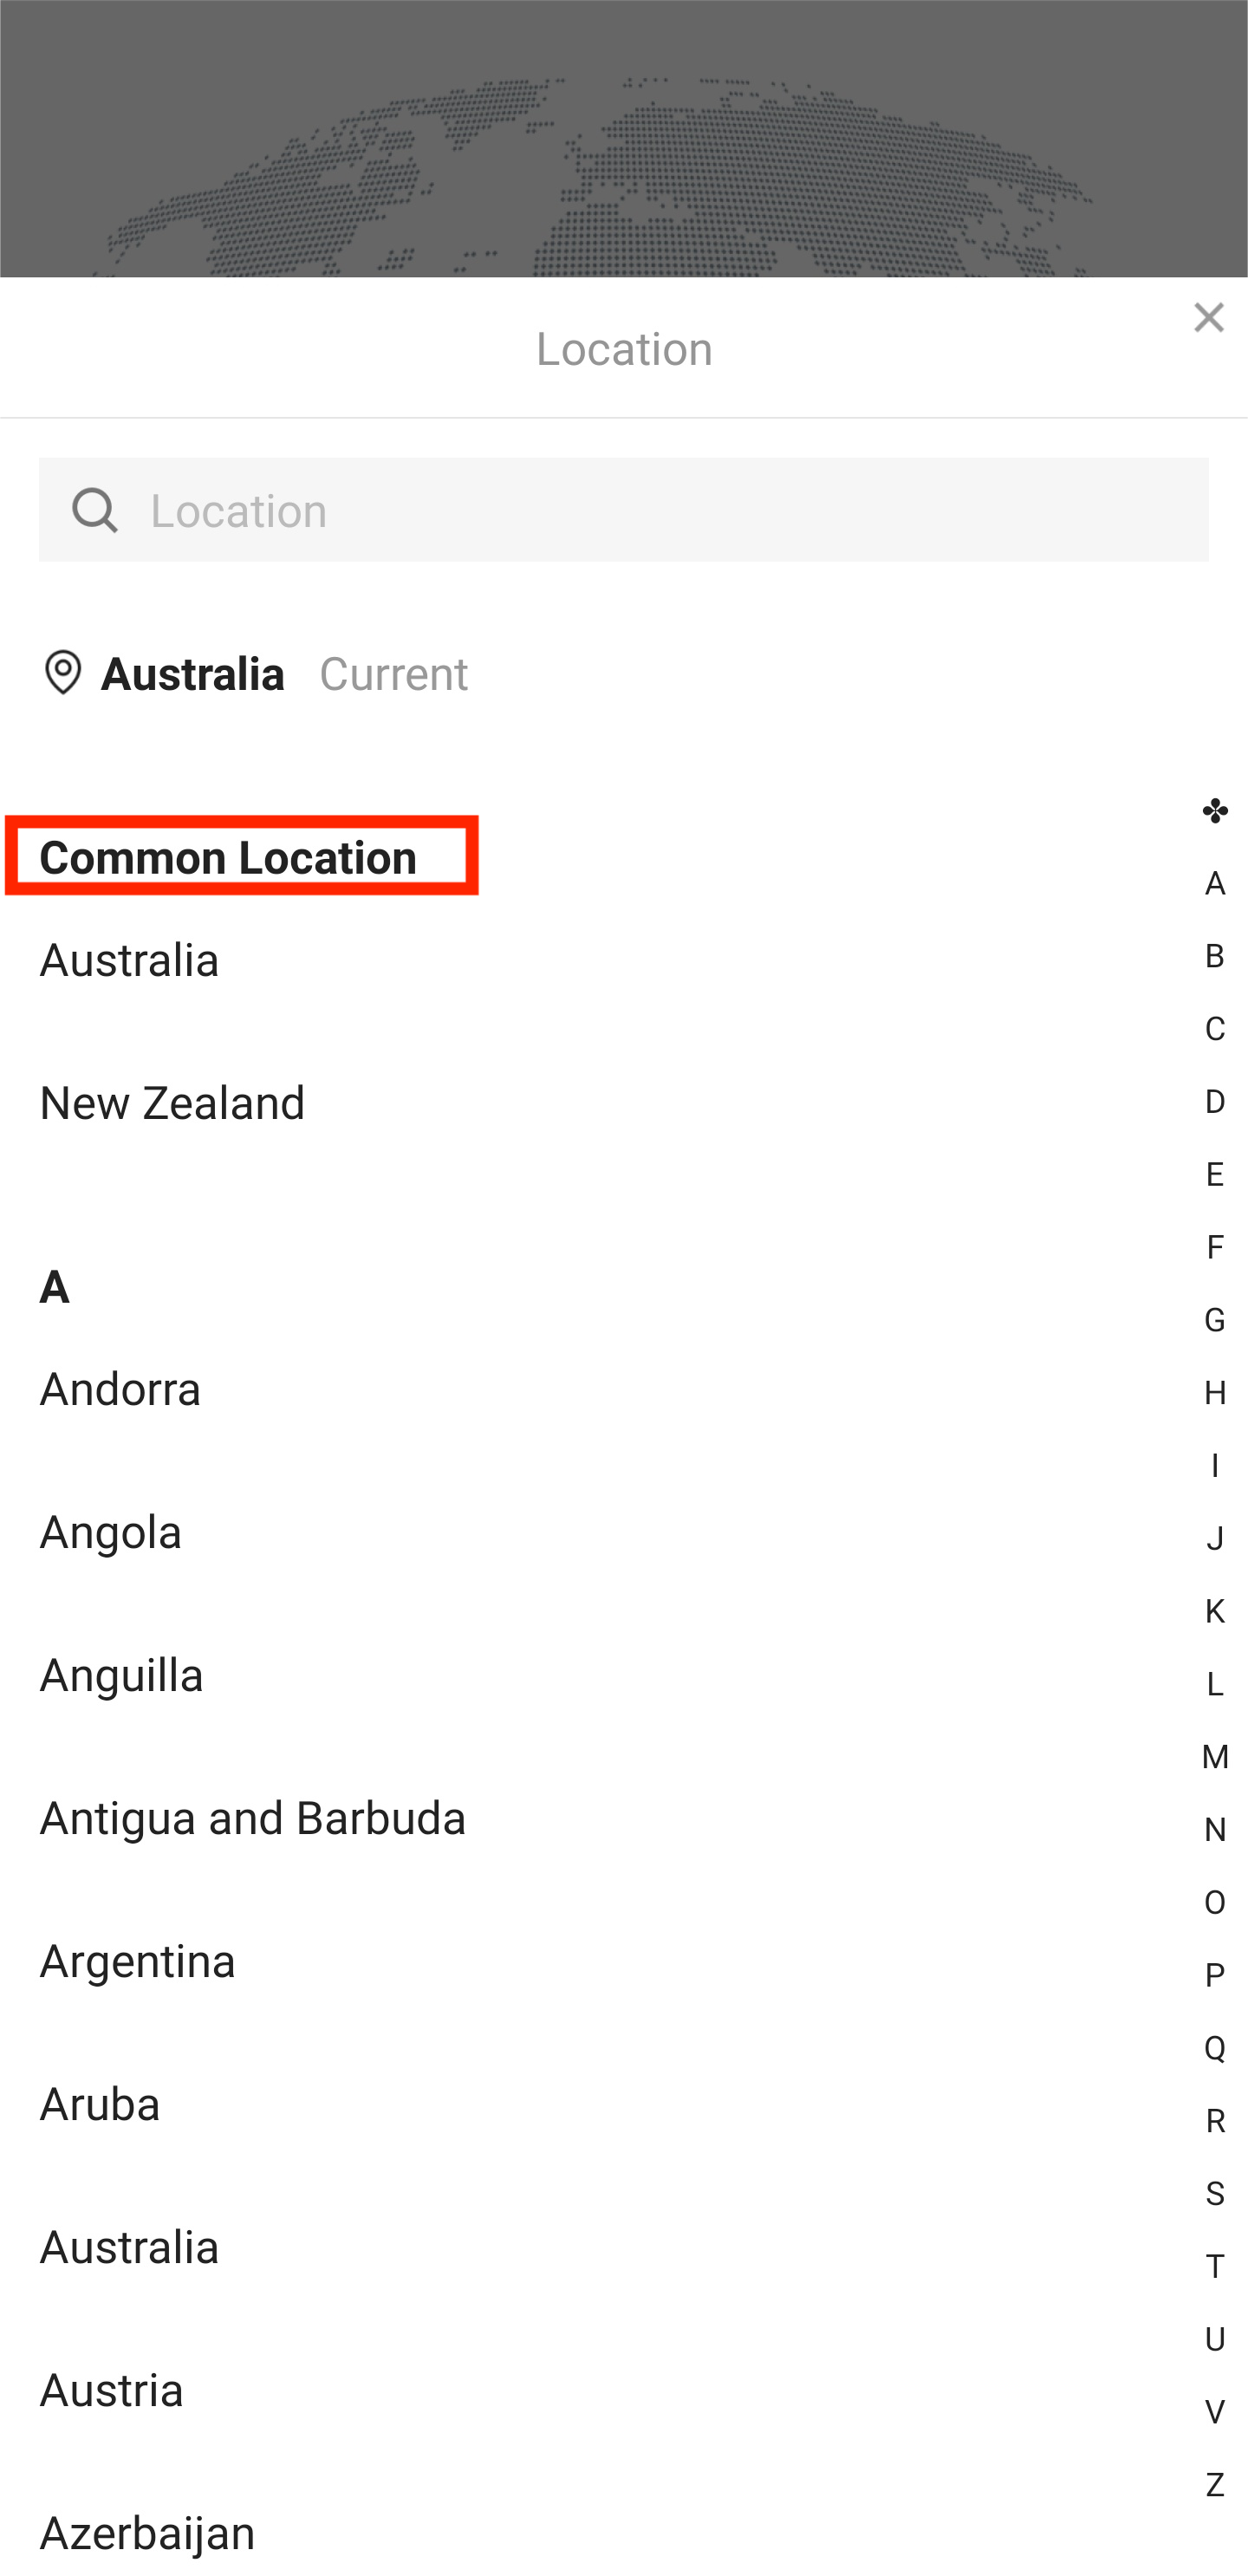 Location
Location
Australia Current
Common Location
Australia
New Zealand
A
Andorra
Angola
Anguilla
Antigua and Barbuda
Argentina
Aruba
Australia
Austria
Azerbaijan
A
B
C
D
E
F
G
H
I
J
K
L
M
N
O
P
Q
R
S
T
U
V
Z